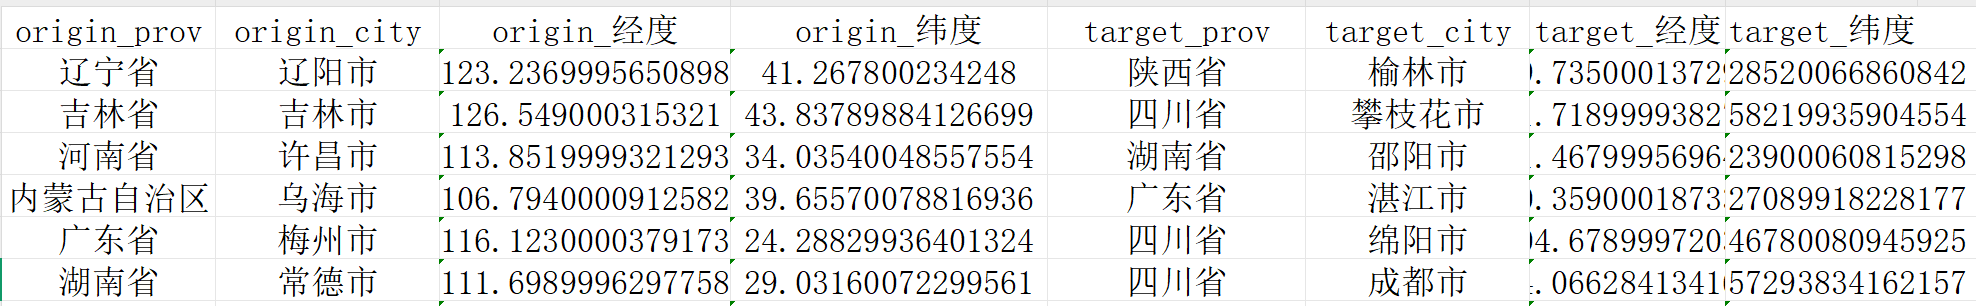 origin_prov origin_city origin_经度 origin_纬度 target_prov target_city target_经度 target_纬度
辽宁省 辽阳市 123.2369995650898 41.267800234248 陕西省 榆林市 28520066860842
吉林省 吉林市 126.549000315321 43.83789884126699 四川省 攀枝花市 58219935904554
河南省 许昌市 113.8519999321293 34.03540048557554 湖南省 邵阳市 23900060815298
内蒙古自治区 乌海市 106.7940000912582 39.65570078816936 广东省 湛江市 27089918228177
广东省 梅州市 116.1230000379173 24.28829936401324 四川省 绵阳市 46780080945925
湖南省 常德市 111.6989996297758 29.03160072299561 四川省 成都市 57293834162157